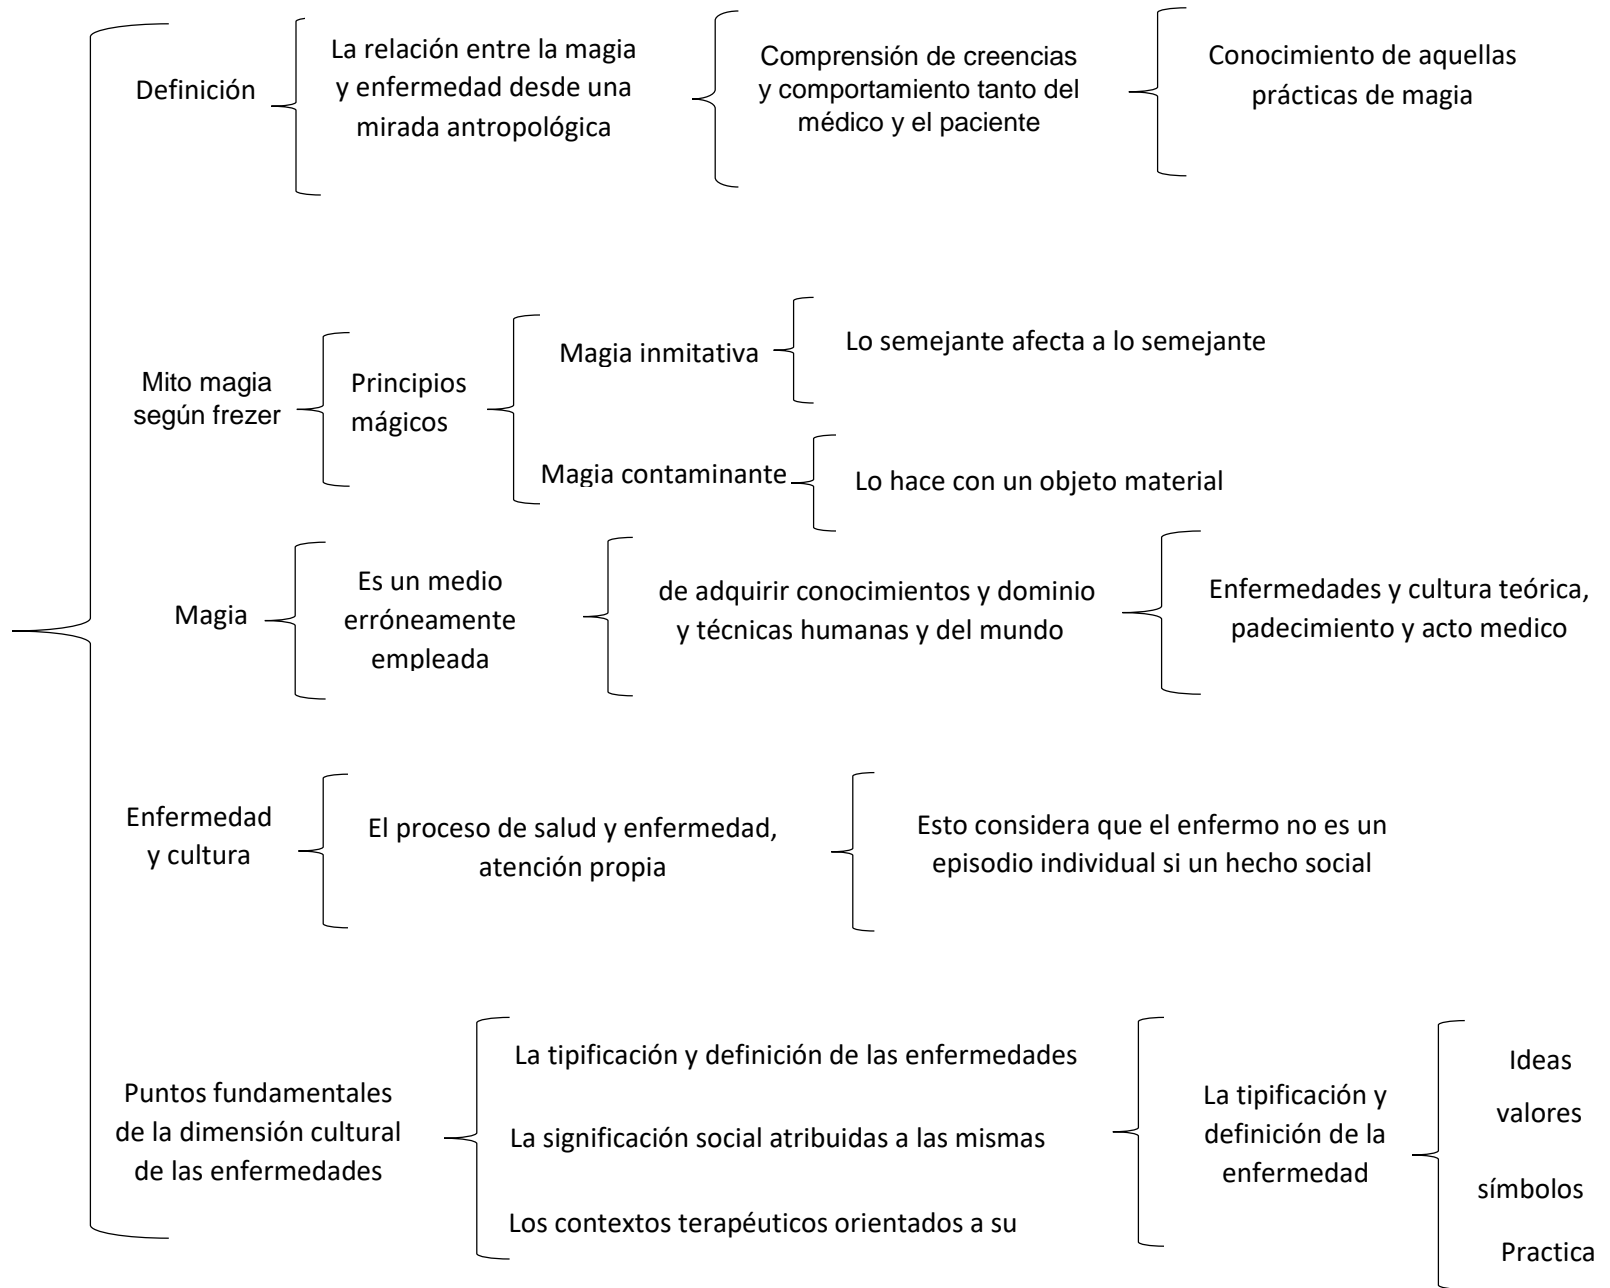 Definición
La relación entre la magia
y enfermedad desde una
mirada antropológica
Comprensión de creencias
y comportamiento tanto del
médico y el paciente
Conocimiento de aquellas
prácticas de magia
Mito magia
según frezer
Principios
mágicos
Magia inmitativa
Lo semejante afecta a lo semejante
Magia contaminante
Lo hace con un objeto material
Magia
Es un medio
erróneamente
empleada
de adquirir conocimientos y dominio
y técnicas humanas y del mundo
Enfermedades y cultura teórica,
padecimiento y acto medico
Enfermedad
y cultura
El proceso de salud y enfermedad,
atención propia
Esto considera que el enfermo no es un
episodio individual si un hecho social
Puntos fundamentales
de la dimensión cultural
de las enfermedades
La tipificación y definición de las enfermedades
La significación social atribuidas a las mismas
Los contextos terapéuticos orientados a su
La tipificación y
definición de la
enfermedad
Ideas
valores
símbolos
Practica